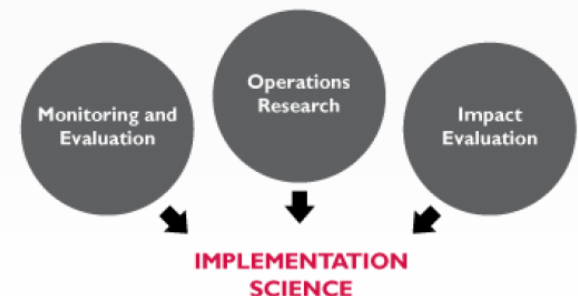 Monitoring and
Evaluation
Operations
Research
Impact
Evaluation
IMPLEMENTATION
SCIENCE